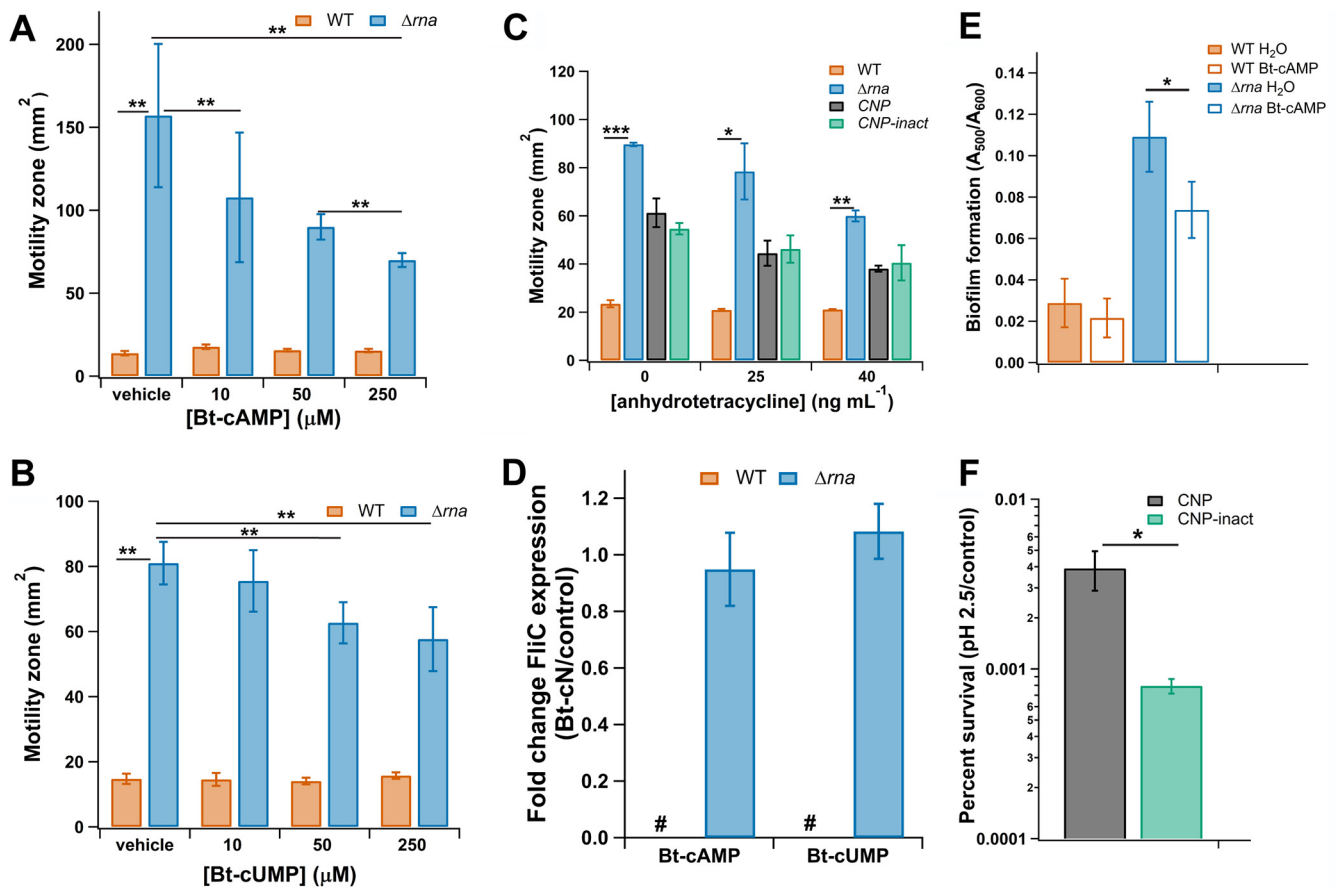 A
WT Δrna
**
** **
**
200
150
100
50
0
Motility zone (mm2)
vehicle 10 50 250
[Bt-cAMP] (μM)
B
WT Δrna
**
**
**
100
80
60
40
20
0
Motility zone (mm2)
vehicle 10 50 250
[Bt-cUMP] (μM)
C
WT
Δrna
CNP
CNP-inact
*** * **
120
100
80
60
40
20
0
Motility zone (mm2)
0 25 40
[anhydrotetracycline] (ng mL-1)
D
WT Δrna
1.2
1.0
0.8
0.6
0.4
0.2
0.0
Fold change FliC expression
(Bt-cN/control)
# #
Bt-cAMP Bt-cUMP
E
WT H2O
WT Bt-cAMP
Δrna H2O
Δrna Bt-cAMP
*
0.14
0.12
0.10
0.08
0.06
0.04
0.02
0.00
Biofilm formation (A500/A600)
F
CNP
CNP-inact
*
0.01
8
6
4
2
0.001
8
6
4
2
0.0001
Percent survival (pH 2.5/control)